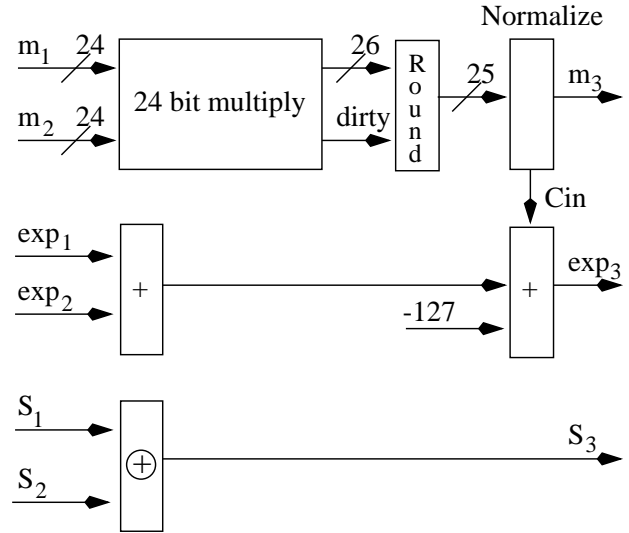 Normalize
m1 24
24 bit multiply
26
Round
25
m3
m2 24
dirty
Cin
exp1
exp2
+
-127
+
exp3
S1
S2
⊕
S3